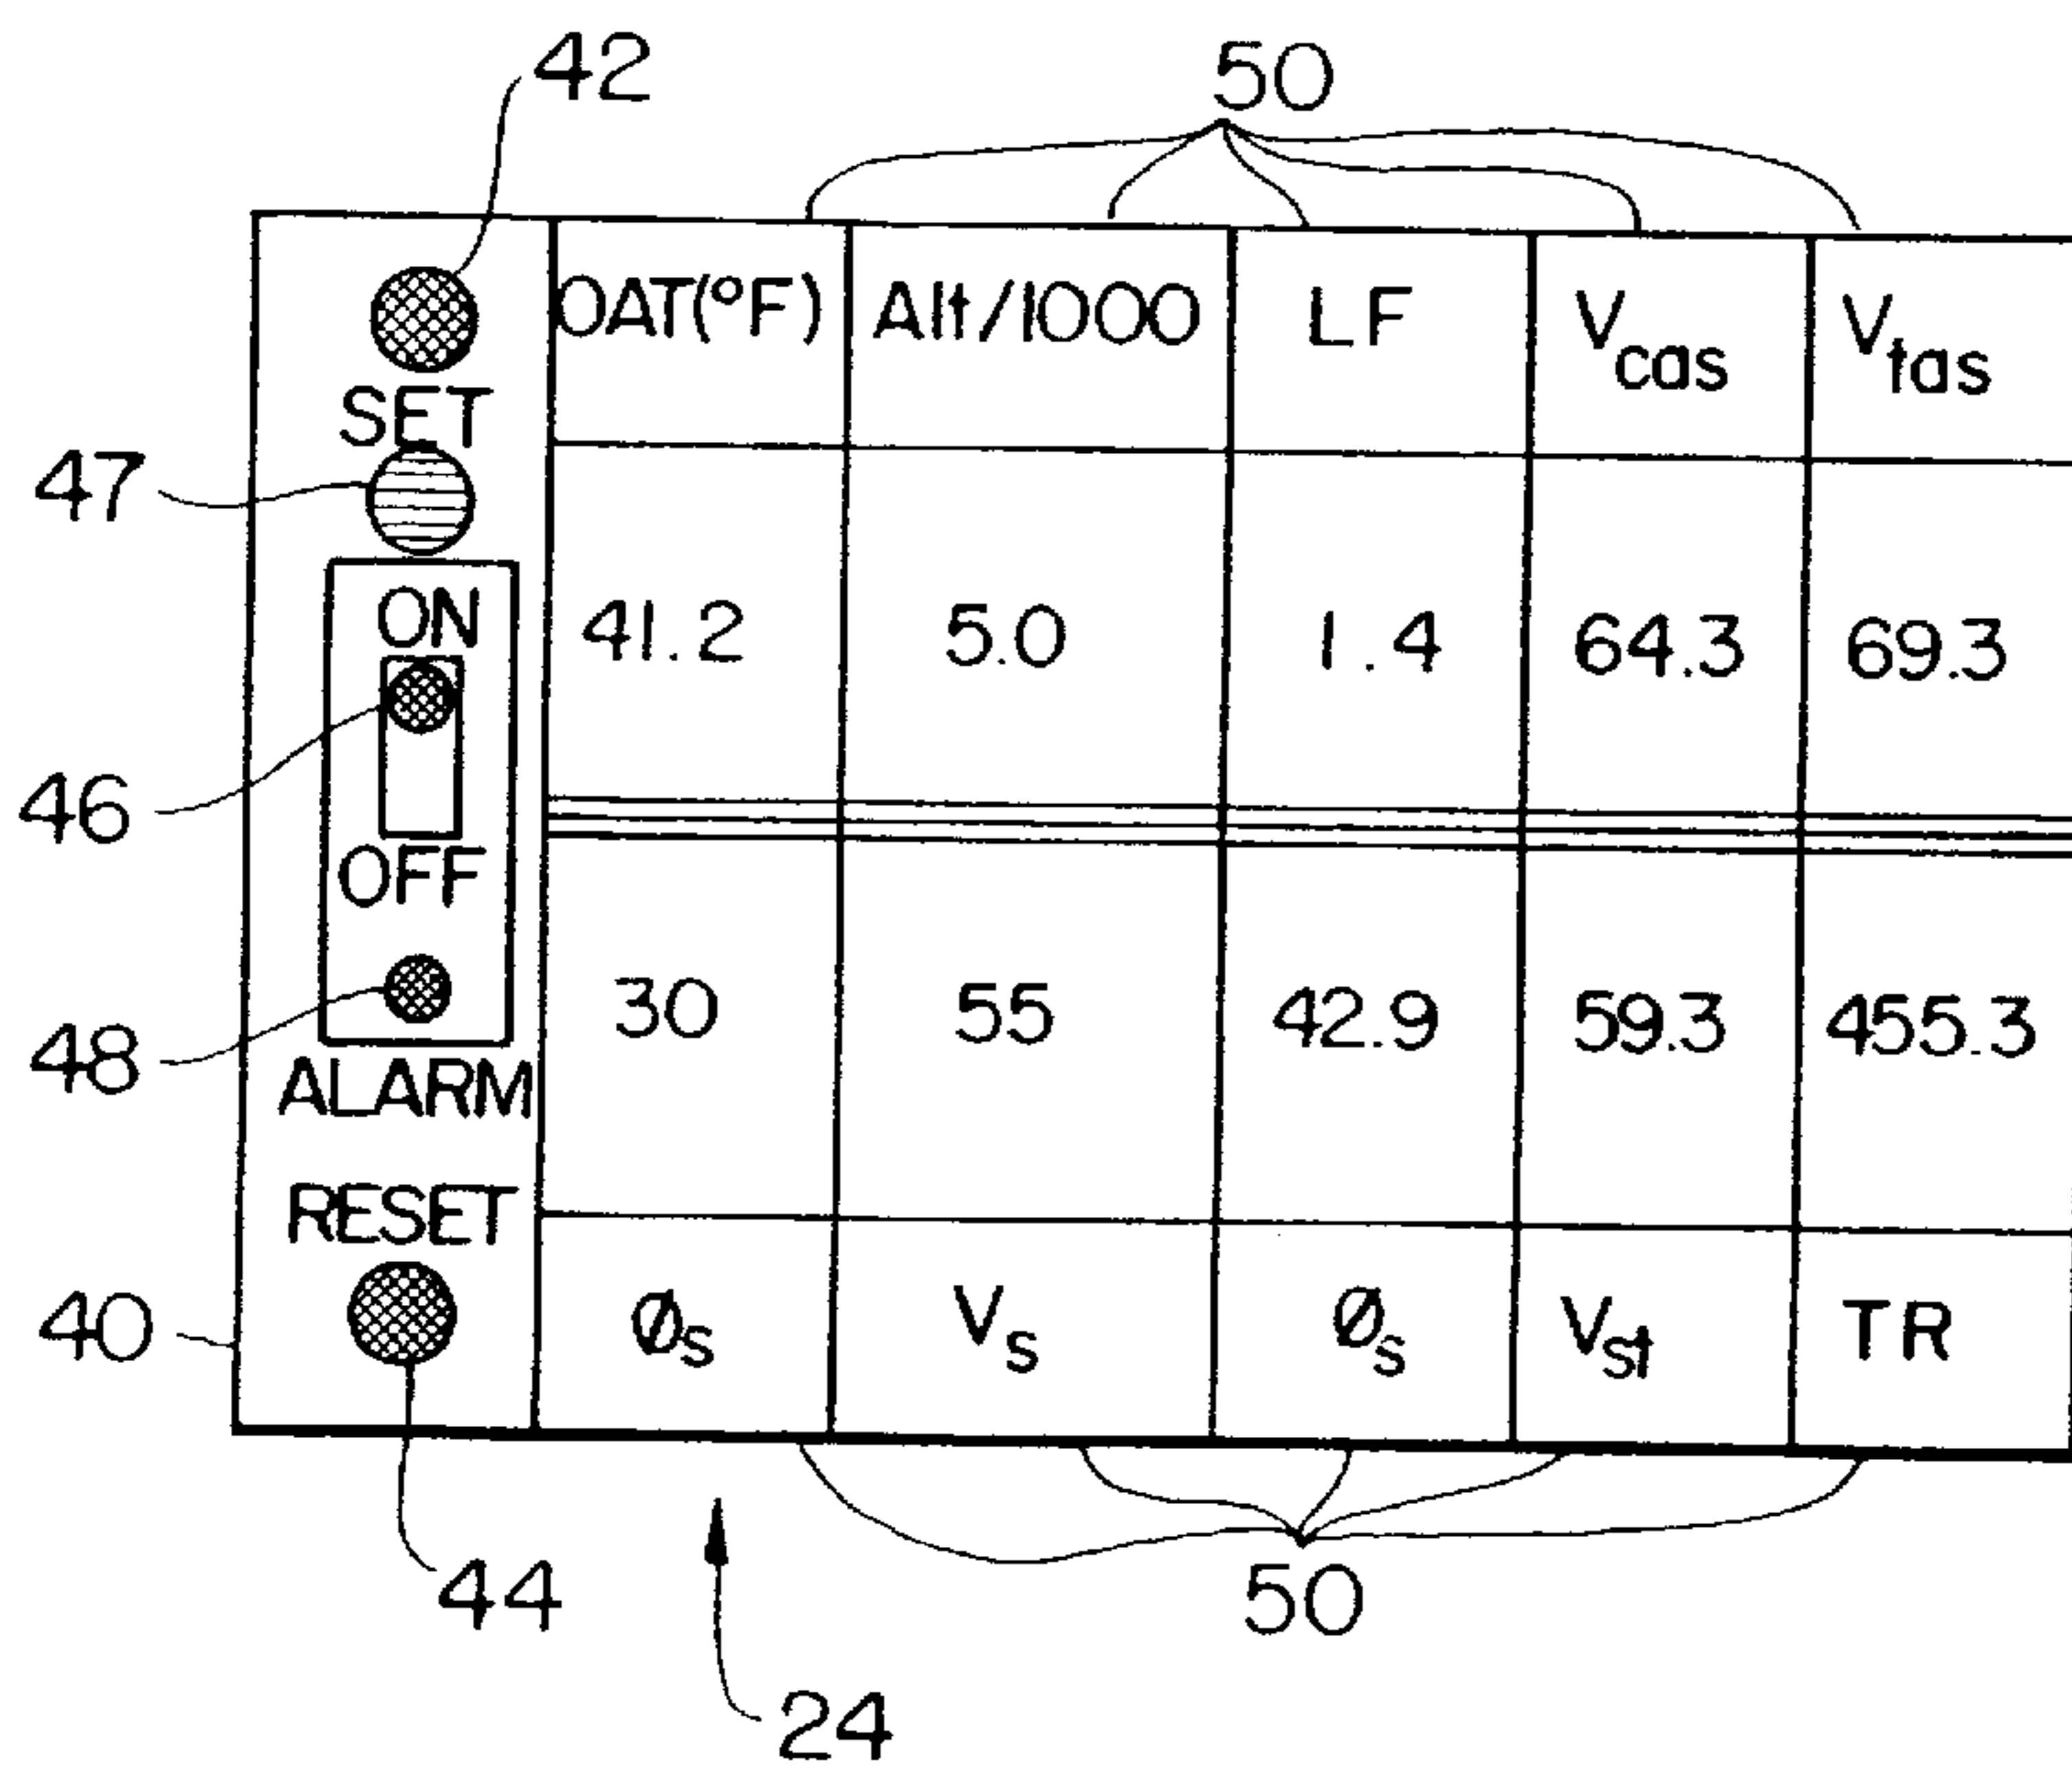 42
50
OAT(°F) Alt/1000 LF Vcas Vtas
SET
47
ON
41.2 5.0 1.4 64.3 69.3
46
OFF
30 55 42.9 59.3 455.3
48
ALARM
RESET
40
Øs Vs Øs Vst TR
44
50
24